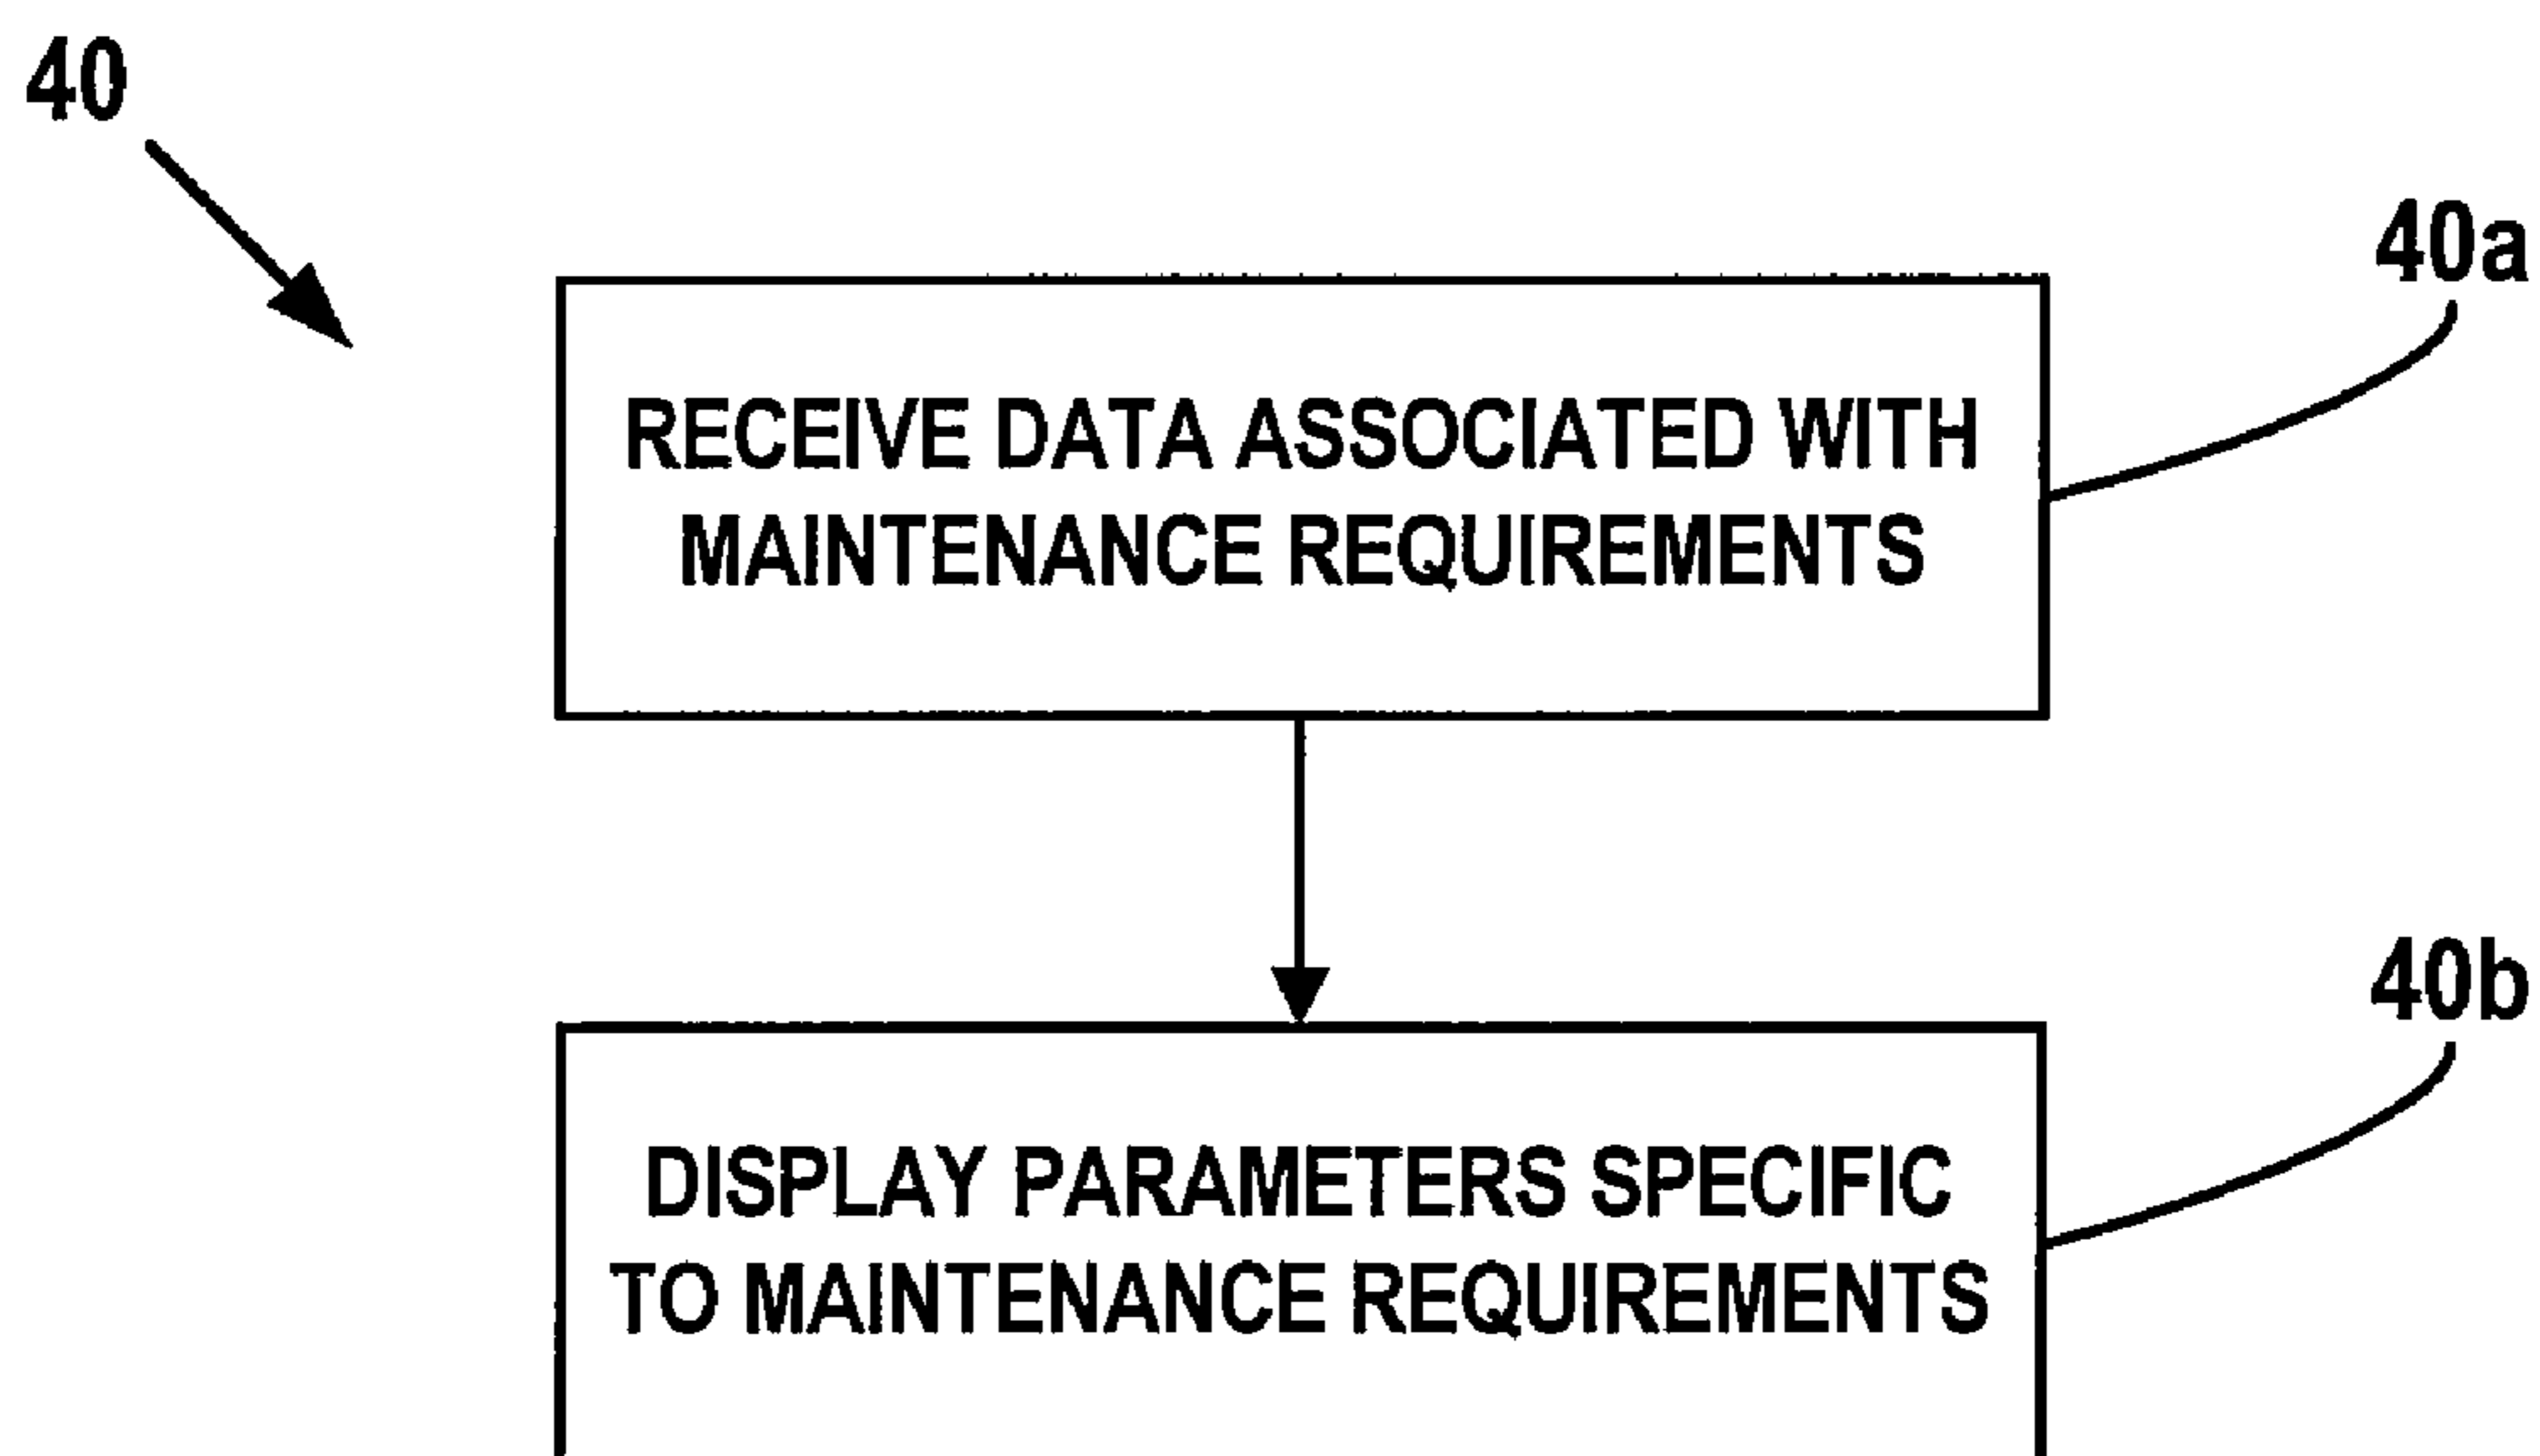 40
40a
RECEIVE DATA ASSOCIATED WITH
MAINTENANCE REQUIREMENTS
40b
DISPLAY PARAMETERS SPECIFIC
TO MAINTENANCE REQUIREMENTS